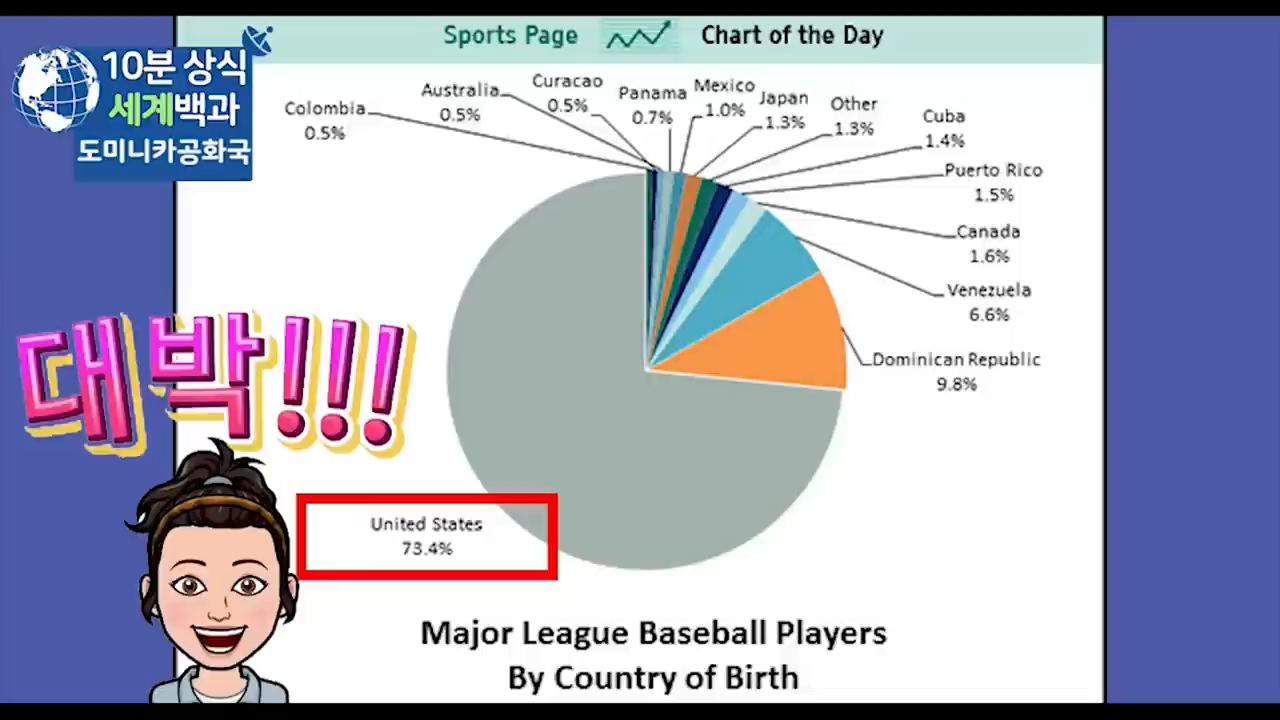 Sports Page
Chart of the Day
10분 상식
세계백과
도미니카공화국
Colombia
0.5%
Australia
0.5%
Curacao
0.5%
Panama
0.7%
Mexico
1.0%
Japan
1.3%
Other
1.3%
Cuba
1.4%
Puerto Rico
1.5%
Canada
1.6%
Venezuela
6.6%
Dominican Republic
9.8%
대박!!!
United States
73.4%
Major League Baseball Players
By Country of Birth